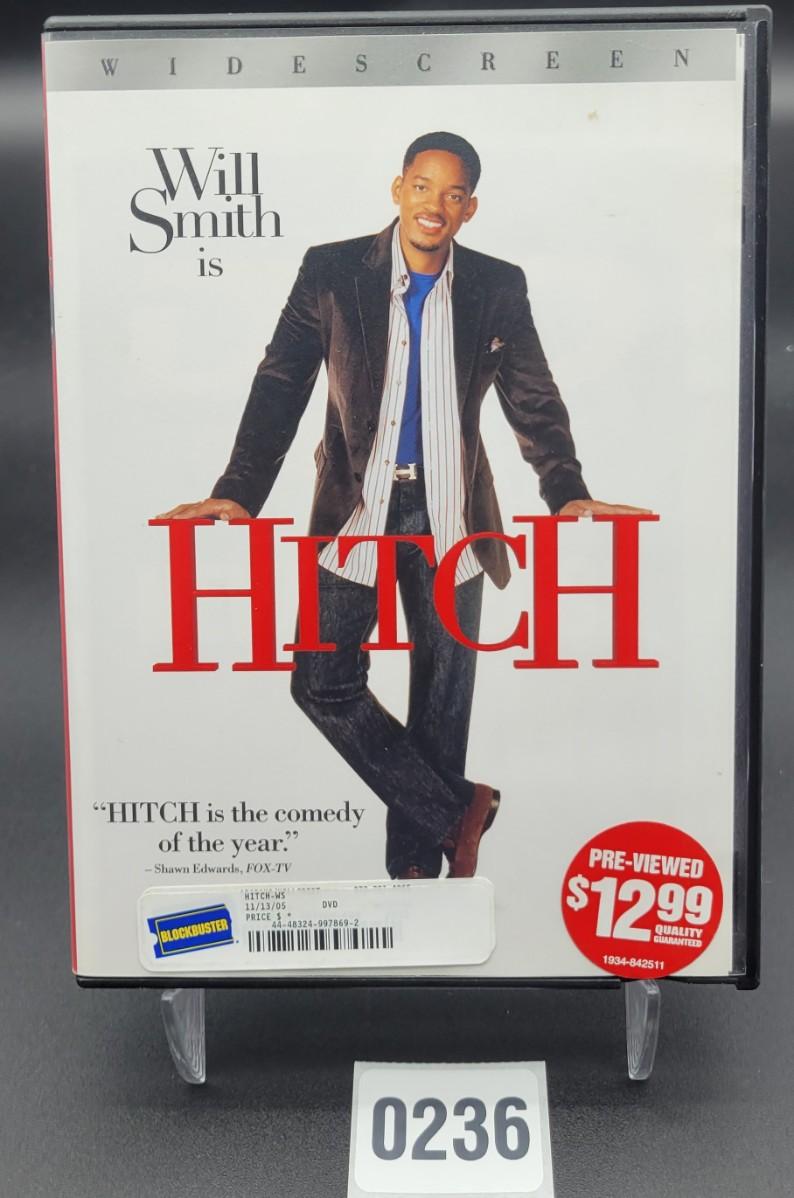 WIDESCREEN
Will
Smith
is
HITCH
“HITCH is the comedy
of the year.”
– Shawn Edwards, FOX-TV
BLOCKBUSTER
HITCH-WS
11/13/05 DVD
PRICE $ *
44-48324-997869-2
PRE-VIEWED
$12.99
QUALITY
GUARANTEED
1934-842511
0236